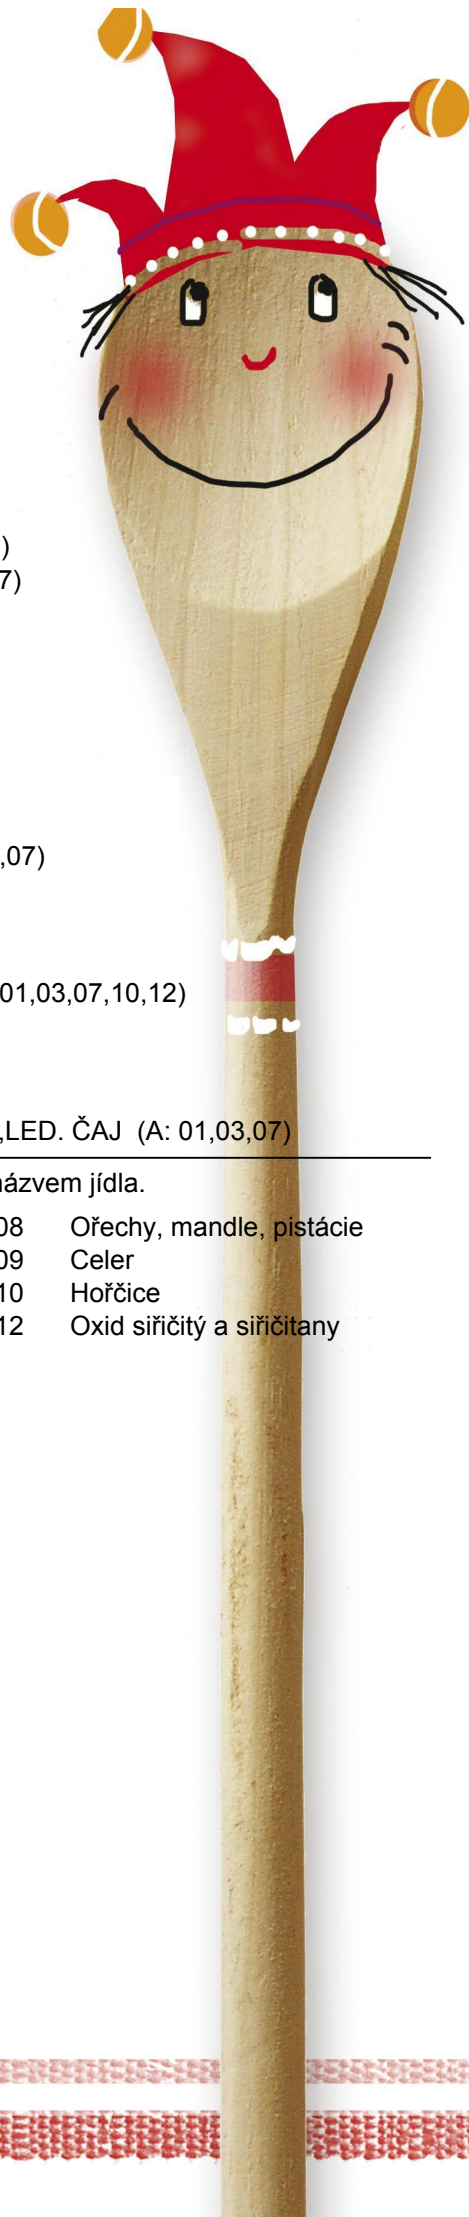 )
7)
,07)
01,03,07,10,12)
,LED. ČAJ (A: 01,03,07)
názvem jídla.
08 Ořechy, mandle, pistácie
09 Celer
10 Hořčice
12 Oxid siřičitý a siřičitany